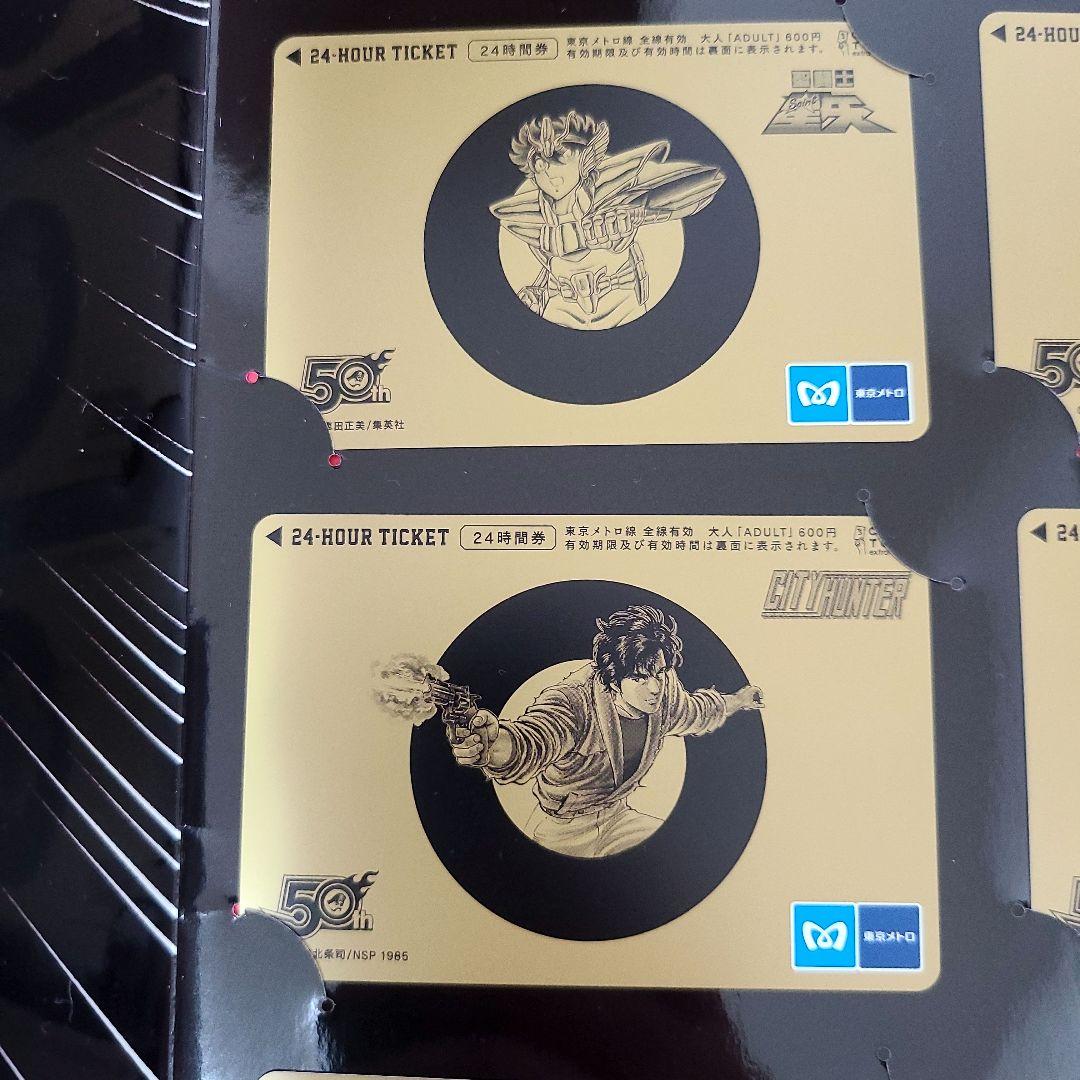 24-HOUR TICKET 24時間券 東京メトロ線 全線有効 大人「ADULT」600円
有効期限及び有効時間は裏面に表示されます。
聖闘士
Saint
星矢
50th
田正美/集英社
東京メトロ
24-HOU
50
24-HOUR TICKET 24時間券 東京メトロ線 全線有効 大人「ADULT」600円
有効期限及び有効時間は裏面に表示されます。
CITYHUNTER
50th
北条司/NSP 1985
東京メトロ
24